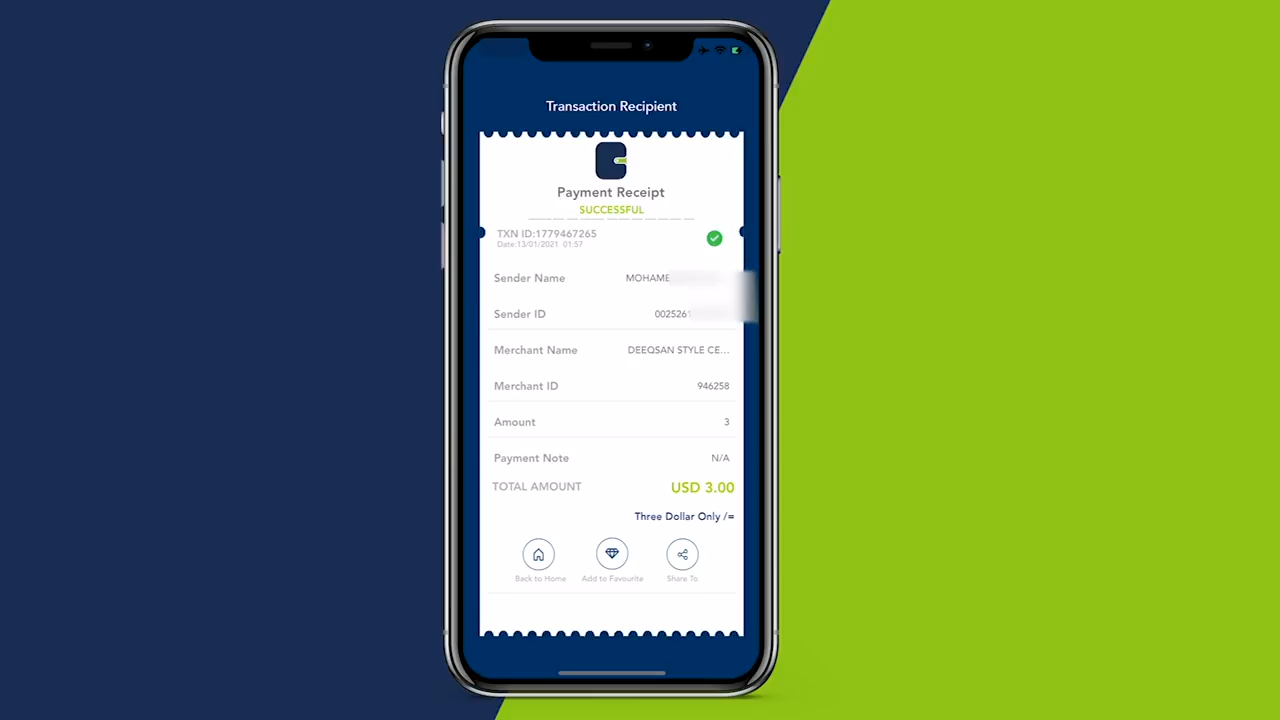 Transaction Recipient
Payment Receipt
SUCCESSFUL
TXN ID:1779467265
Date:13/01/2021 01:57
Sender Name MOHAME
Sender ID 0025261
Merchant Name DEEQSAN STYLE CE...
Merchant ID 946258
Amount 3
Payment Note N/A
TOTAL AMOUNT USD 3.00
Three Dollar Only /=
Back to Home Add to Favourite Share To